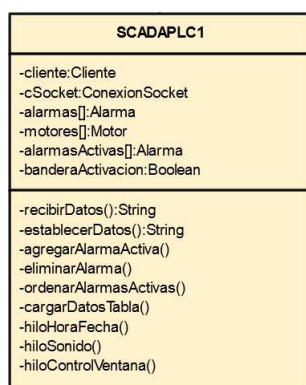 SCADAPLC1
-cliente:Cliente
-cSocket:ConexionSocket
-alarmas[]:Alarma
-motores[]:Motor
-alarmasActivas[]:Alarma
-banderaActivacion:Boolean
-recibirDatos():String
-establecerDatos():String
-agregarAlarmaActiva()
-eliminarAlarma()
-ordenarAlarmasActivas()
-cargarDatosTabla()
-hiloHoraFecha()
-hiloSonido()
-hiloControlVentana()